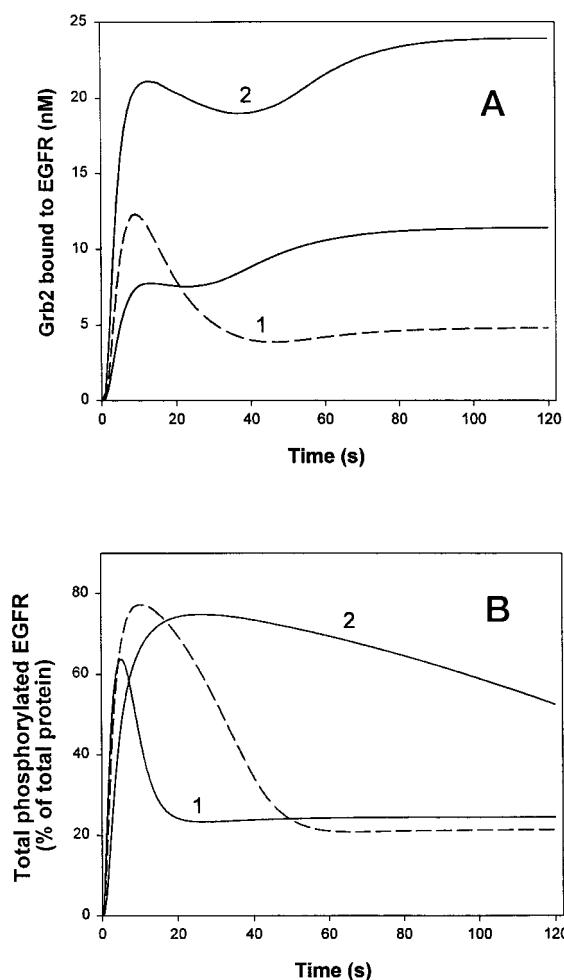 25
20
15
10
5
0
Grb2 bound to EGFR (nM)
2
A
1
0 20 40 60 80 100 120
Time (s)
80
60
40
20
0
Total phosphorylated EGFR
(% of total protein)
2
B
1
0 20 40 60 80 100 120
Time (s)